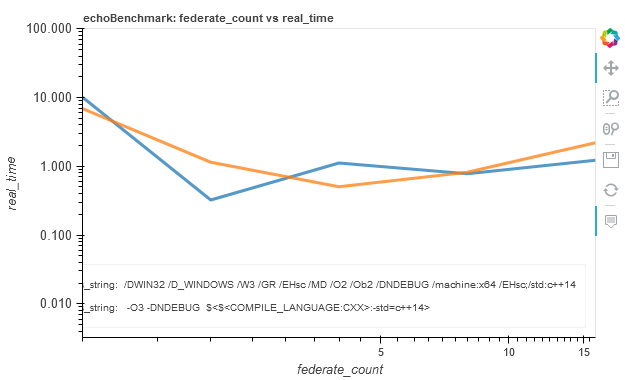 echoBenchmark: federate_count vs real_time
100.000
10.000
1.000
0.100
0.010
real_time
_string: /DWIN32 /D_WINDOWS /W3 /GR /EHsc /MD /O2 /Ob2 /DNDEBUG /machine:x64 /EHsc;/std:c++14
_string: -O3 -DNDEBUG $<$<COMPILE_LANGUAGE:CXX>:-std=c++14>
5
10
15
federate_count